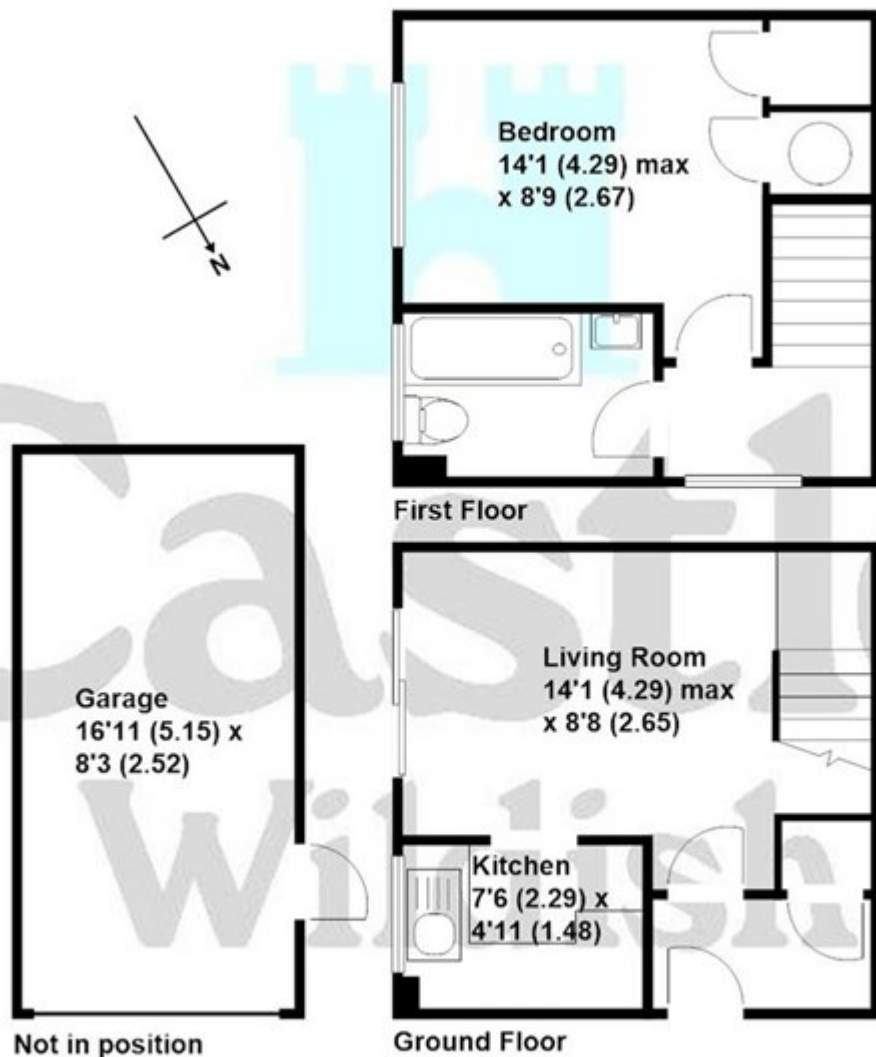 Bedroom
14'1 (4.29) max
x 8'9 (2.67)
N
First Floor
Garage
16'11 (5.15) x
8'3 (2.52)
Living Room
14'1 (4.29) max
x 8'8 (2.65)
Kitchen
7'6 (2.29) x
4'11 (1.48)
Not in position
Ground Floor
Castle
Wildish